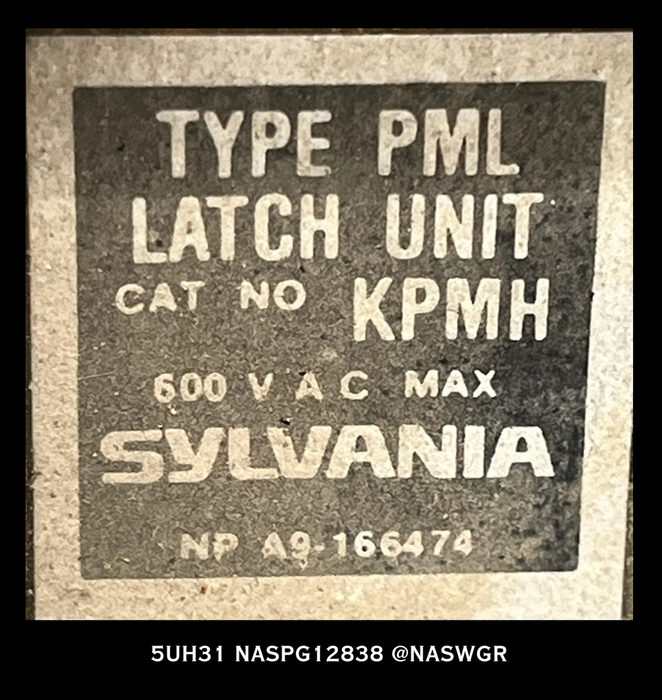 TYPE PML
LATCH UNIT
CAT NO KPMH
600 V A C MAX
SYLVANIA
NP A9-166474
5UH31 NASPG12838 @NASWGR